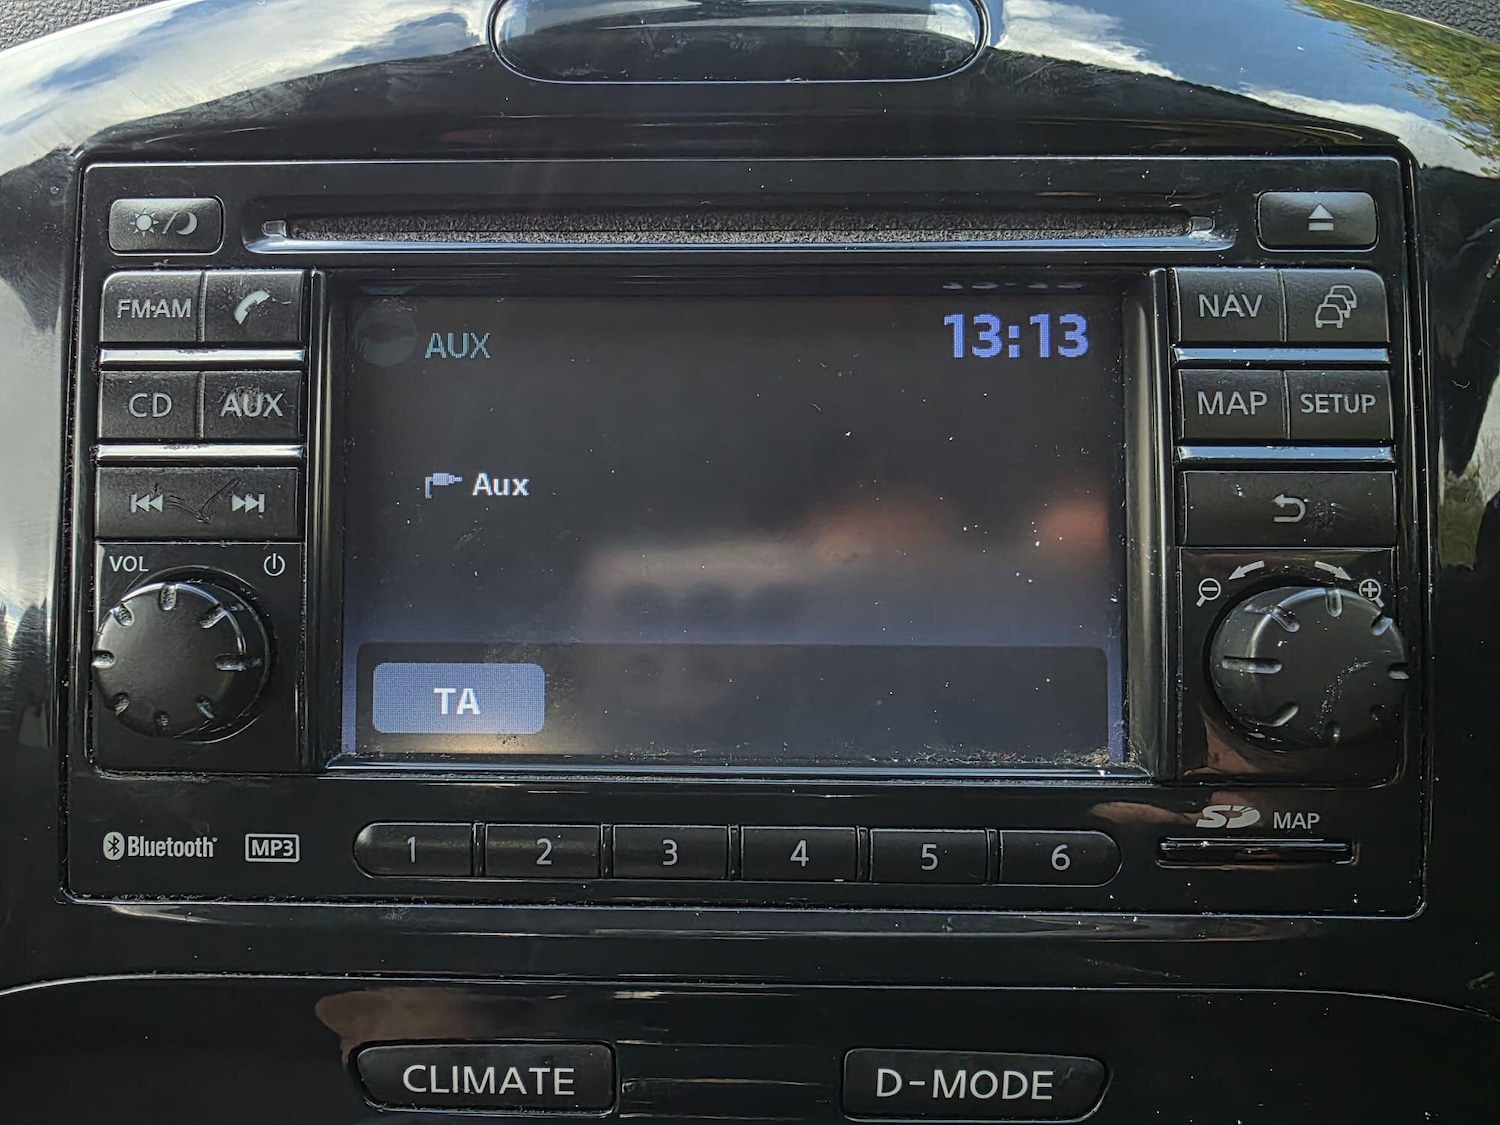 FM·AM
AUX
13:13
NAV
CD
AUX
MAP
SETUP
Aux
VOL
TA
SD
MAP
Bluetooth
MP3
1
2
3
4
5
6
CLIMATE
D-MODE